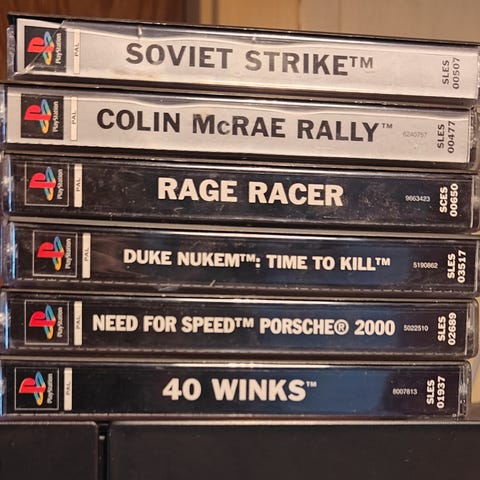 PlayStation
PAL
SOVIET STRIKE™
SLES
00507
PlayStation
PAL
COLIN McRAE RALLY™
6240757
SLES
00477
PlayStation
PAL
RAGE RACER
9663423
SCES
00650
PlayStation
PAL
DUKE NUKEM™: TIME TO KILL™
5190862
SLES
03517
PlayStation
PAL
NEED FOR SPEED™ PORSCHE® 2000
5022510
SLES
02689
PlayStation
PAL
40 WINKS™
8007813
SLES
01937